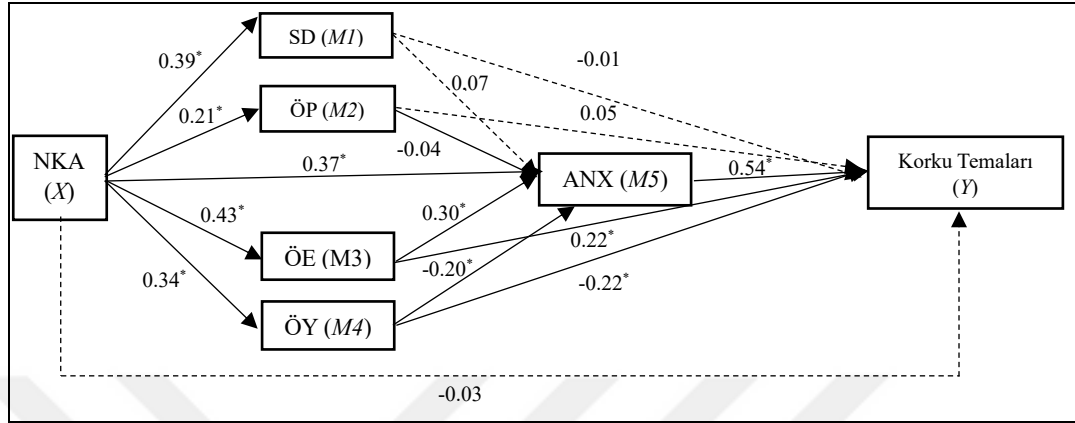 SD (M1)
-0.01
0.39*
0.07
ÖP (M2)
0.05
0.21*
-0.04
NKA
(X)
0.37*
ANX (M5)
0.54*
Korku Temaları
(Y)
0.43*
0.30*
ÖE (M3)
0.22*
-0.20*
0.34*
-0.22*
ÖY (M4)
-0.03